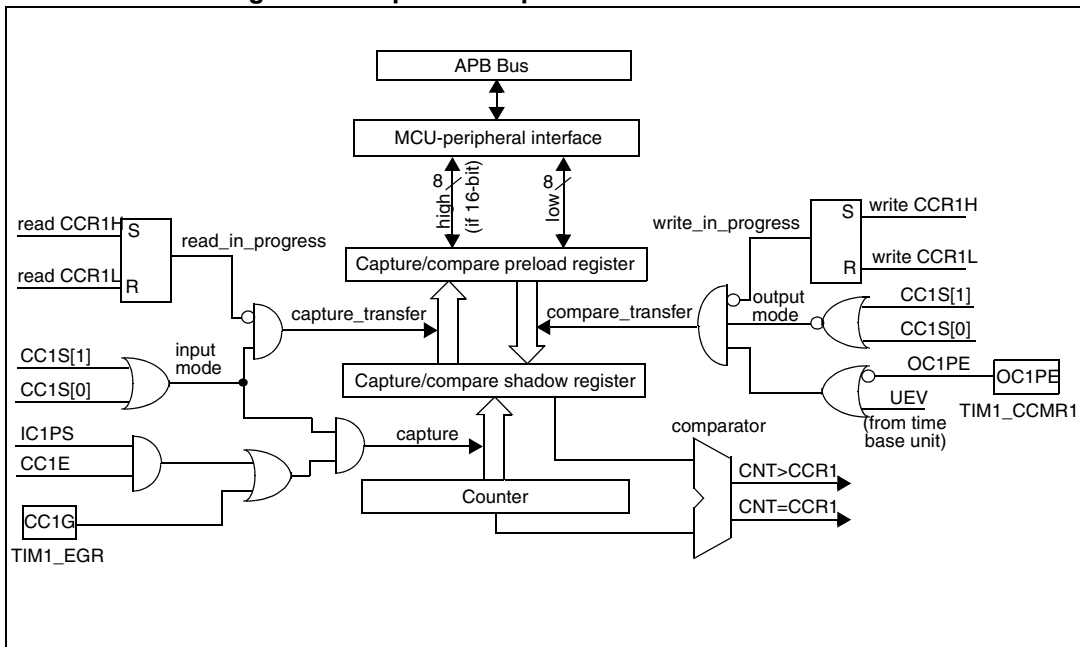 APB Bus
MCU-peripheral interface
8
high
(if 16-bit)
8
low
read CCR1H
S
read_in_progress
read CCR1L
R
write_in_progress
S
write CCR1H
R
write CCR1L
Capture/compare preload register
capture_transfer
compare_transfer
output
mode
CC1S[1]
CC1S[0]
CC1S[1]
CC1S[0]
input
mode
Capture/compare shadow register
OC1PE
OC1PE
UEV
TIM1_CCMR1
(from time
base unit)
IC1PS
CC1E
capture
comparator
CNT>CCR1
CNT=CCR1
Counter
CC1G
TIM1_EGR